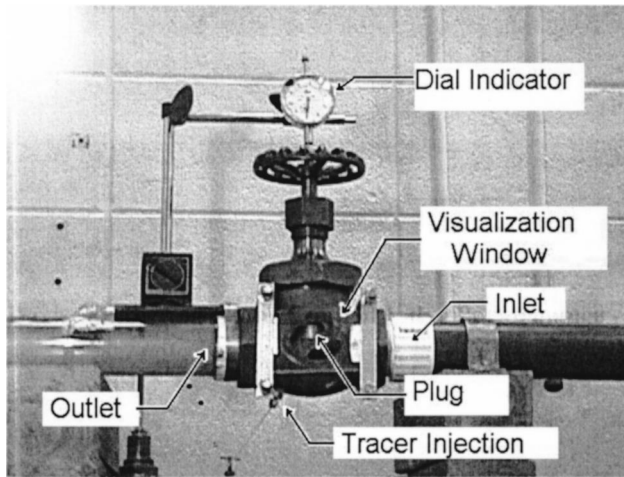 Dial Indicator
Visualization
Window
Inlet
Outlet
Plug
Tracer Injection